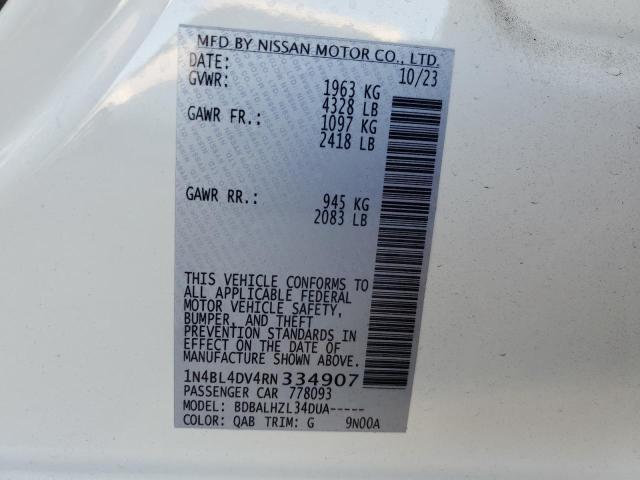 MFD BY NISSAN MOTOR CO., LTD.
DATE: 10/23
GVWR: 1963 KG
4328 LB
GAWR FR.: 1097 KG
2418 LB
GAWR RR.: 945 KG
2083 LB
THIS VEHICLE CONFORMS TO
ALL APPLICABLE FEDERAL
MOTOR VEHICLE SAFETY,
BUMPER, AND THEFT
PREVENTION STANDARDS IN
EFFECT ON THE DATE OF
MANUFACTURE SHOWN ABOVE.
1N4BL4DV4RN334907
PASSENGER CAR 778093
MODEL: BDBALHZL34DUA-----
COLOR: QAB TRIM: G 9N00A